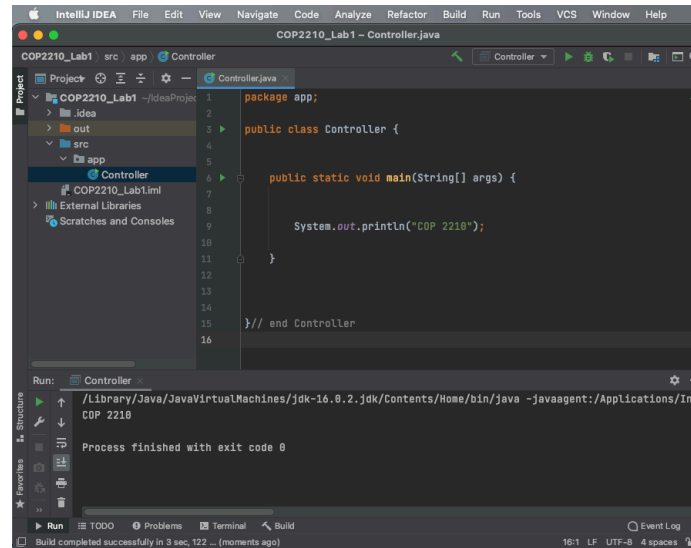 IntelliJ IDEA File Edit View Navigate Code Analyze Refactor Build Run Tools VCS Window Help
COP2210_Lab1 – Controller.java
COP2210_Lab1 src app Controller
Controller
Project
Project
Controller.java
COP2210_Lab1 ~/IdeaProjec
.idea
out
src
app
Controller
COP2210_Lab1.iml
External Libraries
Scratches and Consoles
1 package app;
2
3 public class Controller {
4
5
6 public static void main(String[] args) {
7
8
9 System.out.println("COP 2210");
10
11 }
12
13
14
15 }// end Controller
16
Run: Controller
/Library/Java/JavaVirtualMachines/jdk-16.0.2.jdk/Contents/Home/bin/java -javaagent:/Applications/In
COP 2210
Process finished with exit code 0
Structure
Favorites
Run TODO Problems Terminal Build Event Log
Build completed successfully in 3 sec, 122 ... (moments ago) 16:1 LF UTF-8 4 spaces